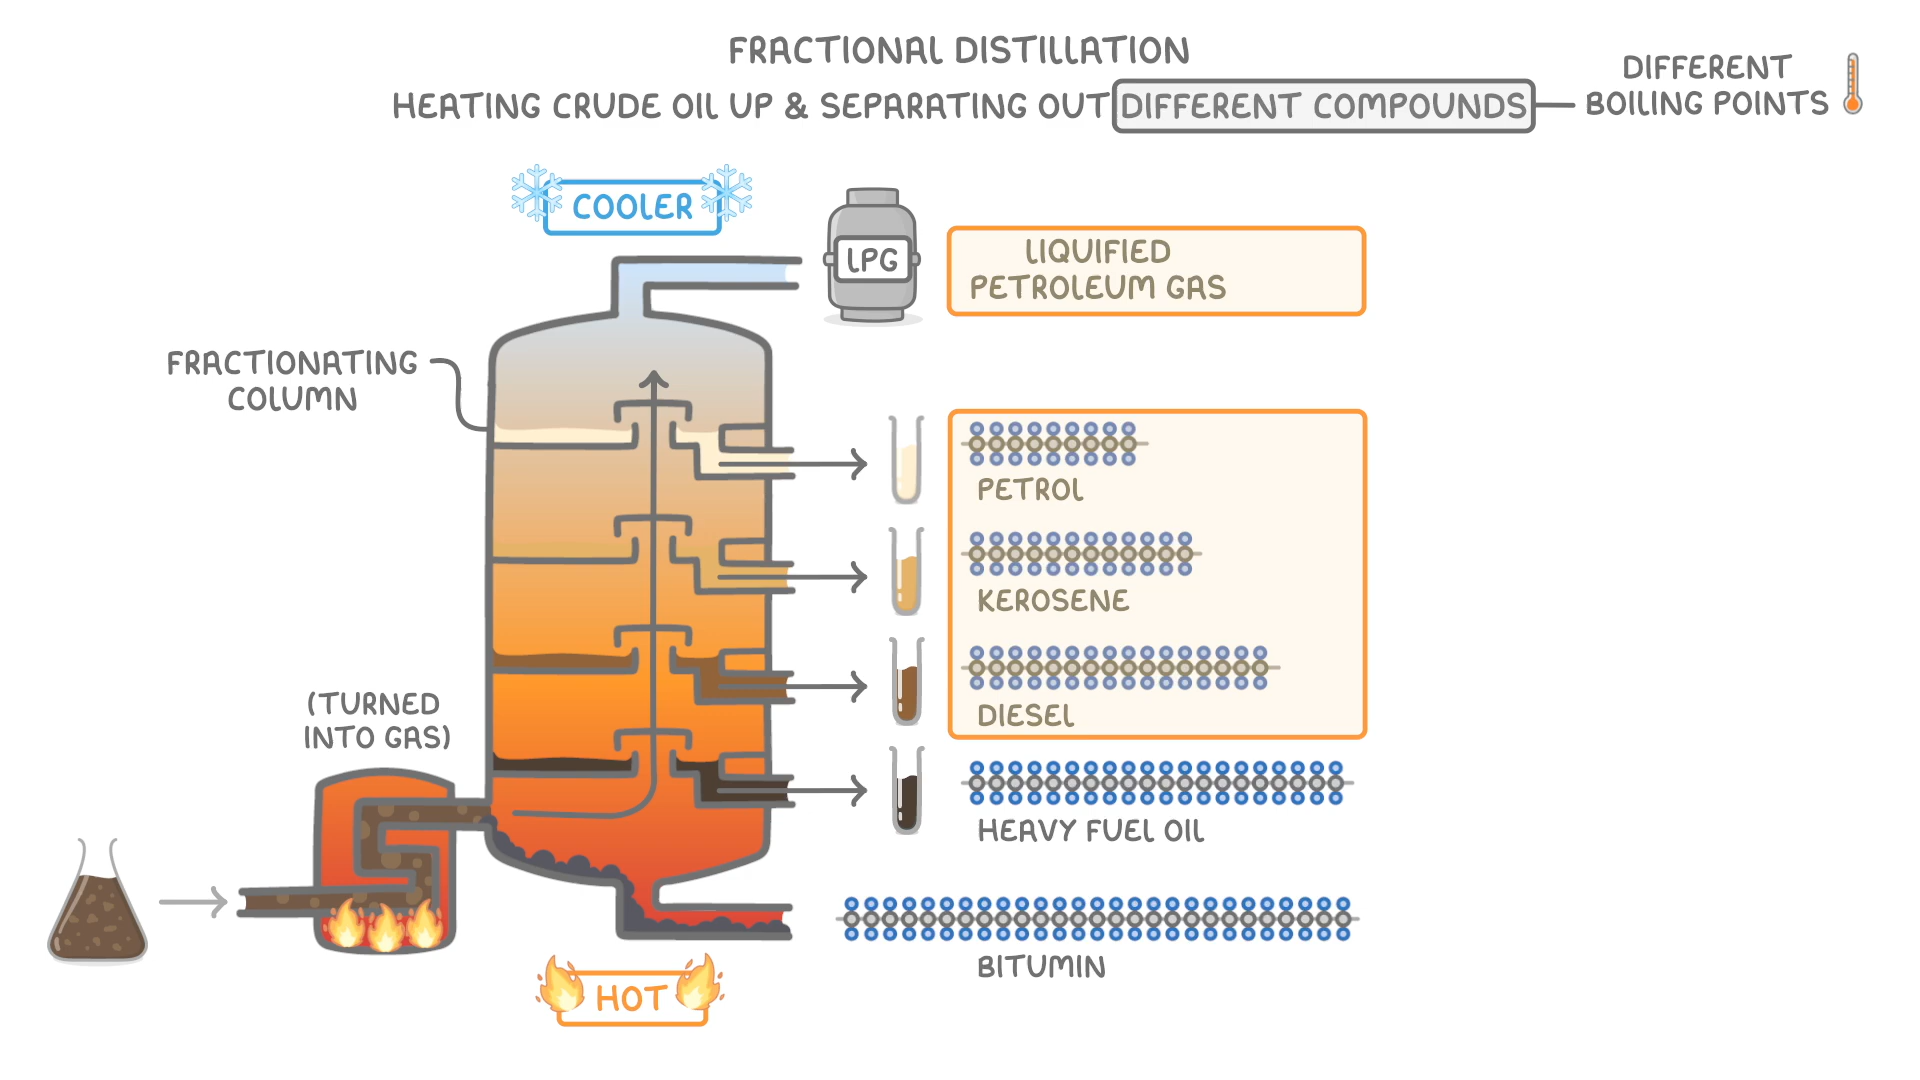 FRACTIONAL DISTILLATION
HEATING CRUDE OIL UP & SEPARATING OUT DIFFERENT COMPOUNDS
DIFFERENT
BOILING POINTS
COOLER
LPG
LIQUIFIED
PETROLEUM GAS
FRACTIONATING
COLUMN
PETROL
KEROSENE
DIESEL
(TURNED
INTO GAS)
HEAVY FUEL OIL
BITUMIN
HOT